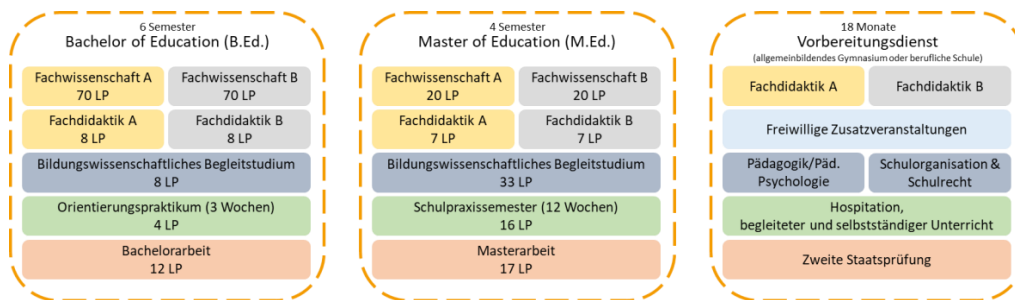 6 Semester
Bachelor of Education (B.Ed.)
Fachwissenschaft A
70 LP
Fachwissenschaft B
70 LP
Fachdidaktik A
8 LP
Fachdidaktik B
8 LP
Bildungswissenschaftliches Begleitstudium
8 LP
Orientierungspraktikum (3 Wochen)
4 LP
Bachelorarbeit
12 LP
4 Semester
Master of Education (M.Ed.)
Fachwissenschaft A
20 LP
Fachwissenschaft B
20 LP
Fachdidaktik A
7 LP
Fachdidaktik B
7 LP
Bildungswissenschaftliches Begleitstudium
33 LP
Schulpraxissemester (12 Wochen)
16 LP
Masterarbeit
17 LP
18 Monate
Vorbereitungsdienst
(allgemeinbildendes Gymnasium oder berufliche Schule)
Fachdidaktik A
Fachdidaktik B
Freiwillige Zusatzveranstaltungen
Pädagogik/Päd.
Psychologie
Schulorganisation &
Schulrecht
Hospitation,
begleiteter und selbstständiger Unterricht
Zweite Staatsprüfung